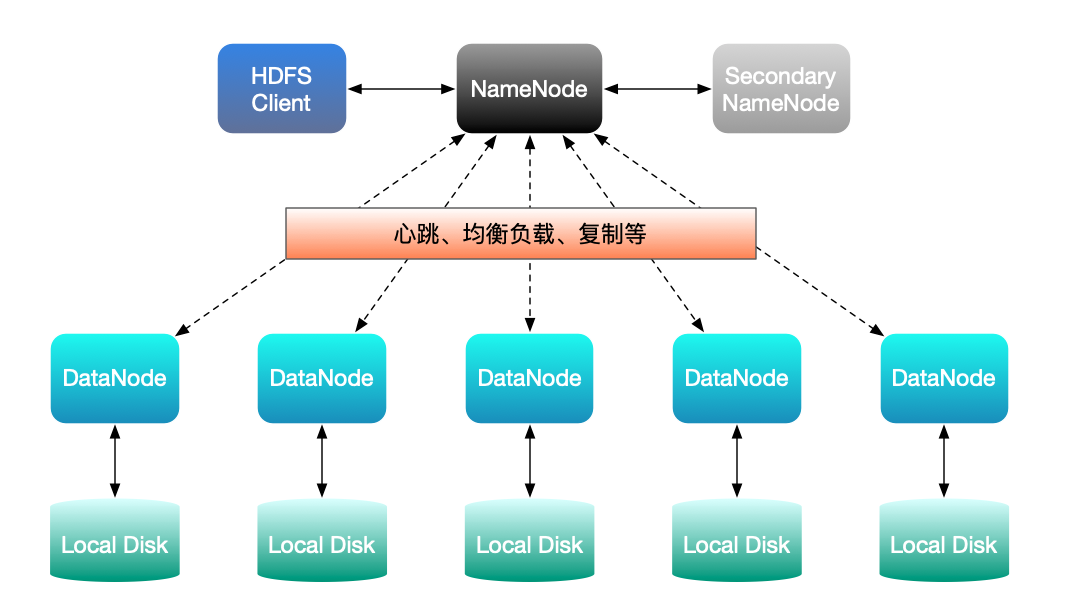 HDFS
Client
NameNode
Secondary
NameNode
心跳、均衡负载、复制等
DataNode
DataNode
DataNode
DataNode
DataNode
Local Disk
Local Disk
Local Disk
Local Disk
Local Disk